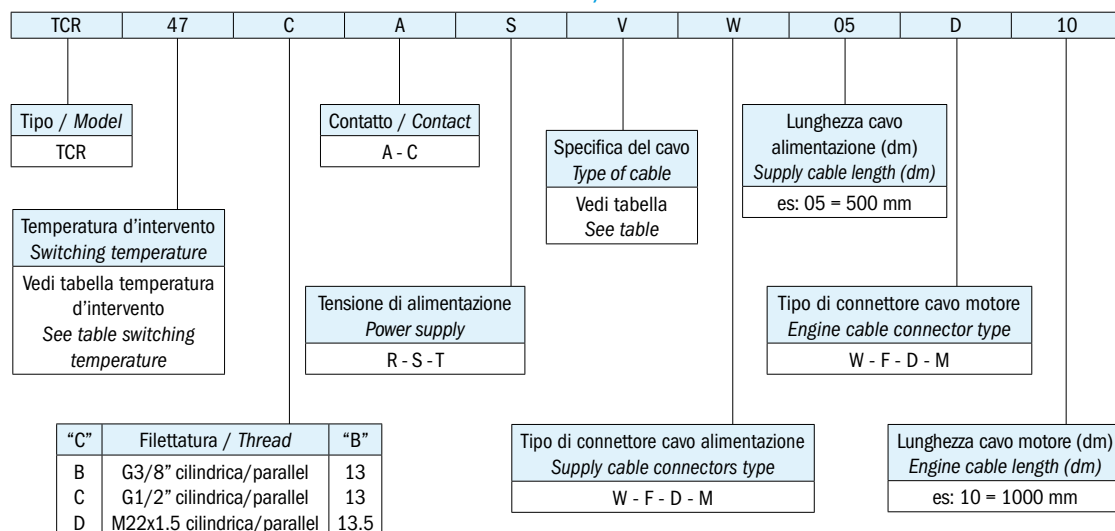 TCR 47 C A S V W 05 D 10
Tipo / Model
TCR
Contatto / Contact
A - C
Specifica del cavo
Type of cable
Vedi tabella
See table
Lunghezza cavo
alimentazione (dm)
Supply cable length (dm)
es: 05 = 500 mm
Temperatura d’intervento
Switching temperature
Vedi tabella temperatura
d’intervento
See table switching
temperature
Tensione di alimentazione
Power supply
R - S - T
Tipo di connettore cavo motore
Engine cable connector type
W - F - D - M
“C” Filettatura / Thread “B”
B G3/8” cilindrica/parallel 13
C G1/2” cilindrica/parallel 13
D M22x1.5 cilindrica/parallel 13.5
Tipo di connettore cavo alimentazione
Supply cable connectors type
W - F - D - M
Lunghezza cavo motore (dm)
Engine cable length (dm)
es: 10 = 1000 mm